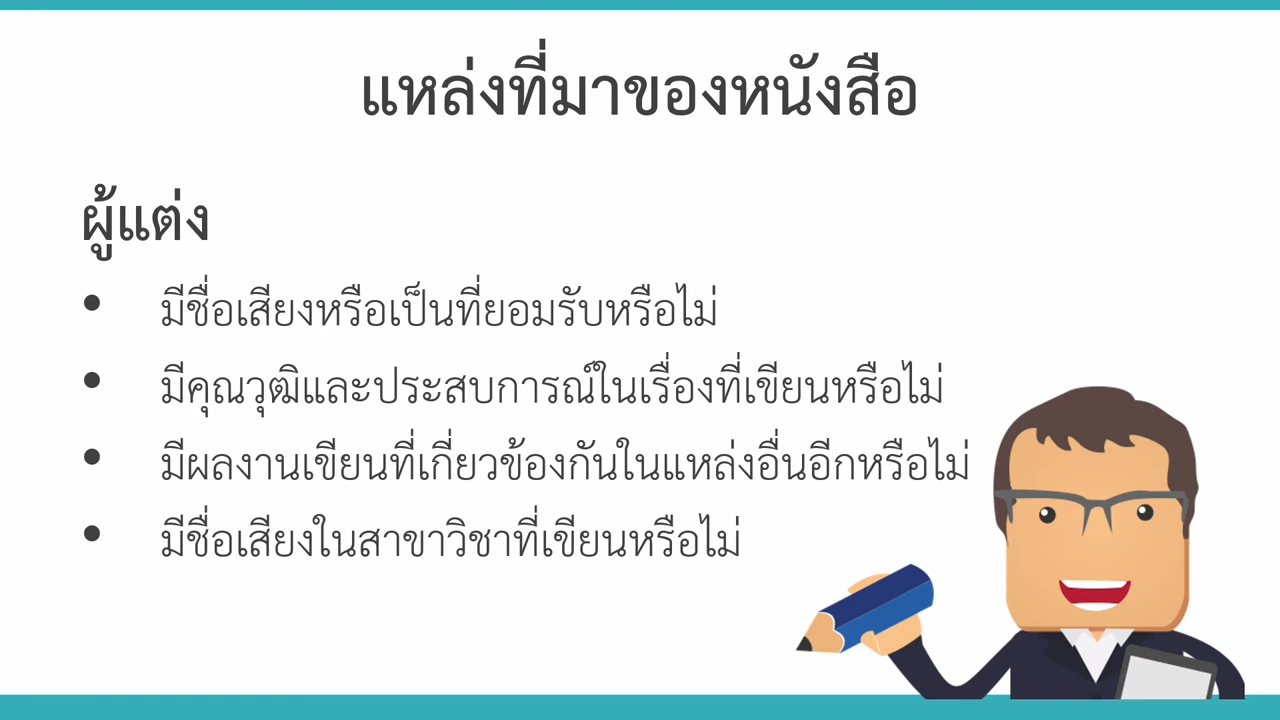 แหล่งที่มาของหนังสือ
ผู้แต่ง
• มีชื่อเสียงหรือเป็นที่ยอมรับหรือไม่
• มีคุณวุฒิและประสบการณ์ในเรื่องที่เขียนหรือไม่
• มีผลงานเขียนที่เกี่ยวข้องกันในแหล่งอื่นอีกหรือไม่
• มีชื่อเสียงในสาขาวิชาที่เขียนหรือไม่